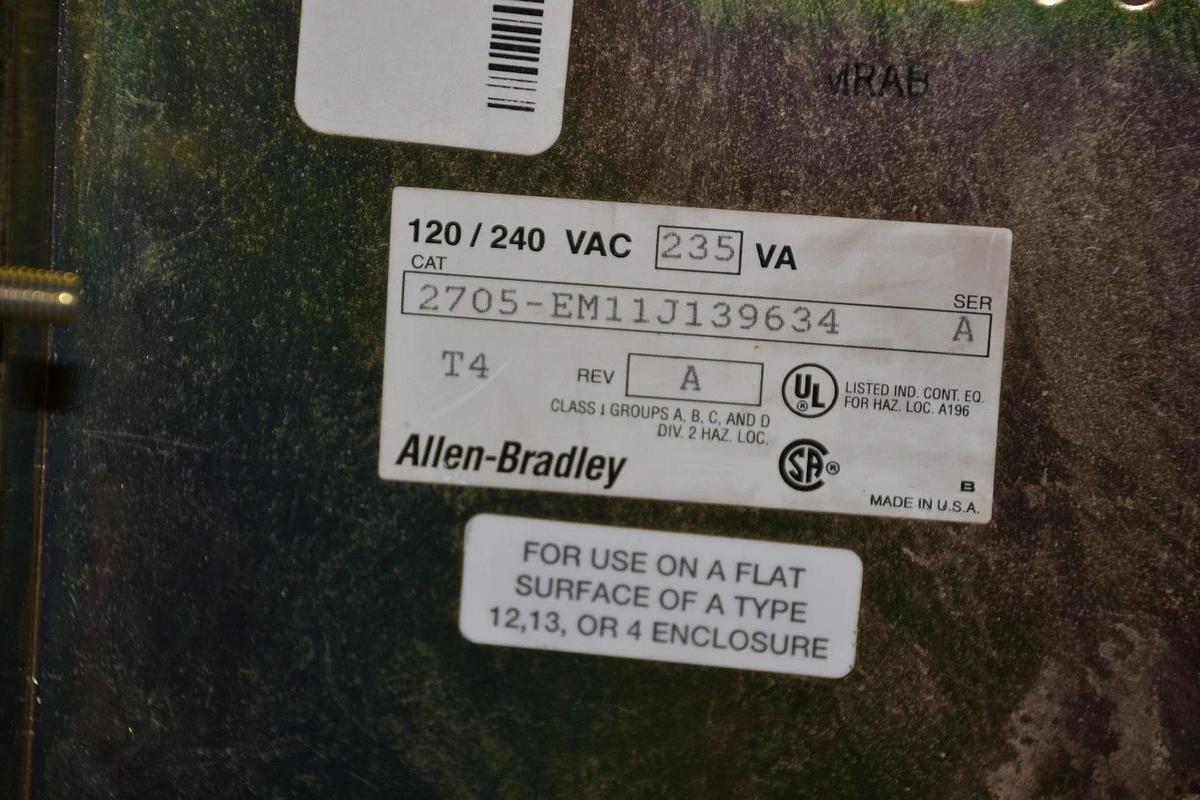 120 / 240 VAC 235 VA
CAT
SER
2705-EM11J139634 A
T4
REV A
UL
®
LISTED IND. CONT. EQ.
FOR HAZ. LOC. A196
CLASS I GROUPS A, B, C, AND D
DIV. 2 HAZ. LOC.
Allen-Bradley
SA ®
B
MADE IN U.S.A.
FOR USE ON A FLAT
SURFACE OF A TYPE
12,13, OR 4 ENCLOSURE